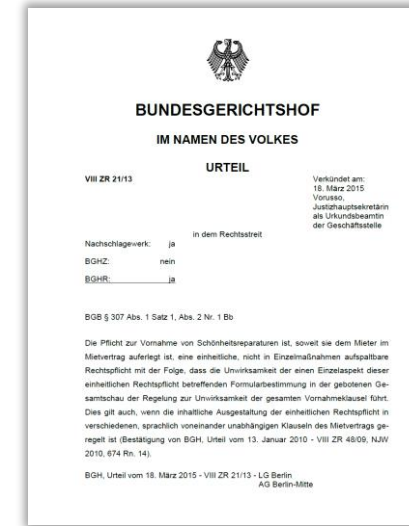 BUNDESGERICHTSHOF
IM NAMEN DES VOLKES
URTEIL
VIII ZR 21/13
Verkündet am:
18. März 2015
Vorusso,
Justizhauptsekretärin
als Urkundsbeamtin
der Geschäftsstelle
in dem Rechtsstreit
Nachschlagewerk: ja
BGHZ: nein
BGHR: ja
BGB § 307 Abs. 1 Satz 1, Abs. 2 Nr. 1 Bb
Die Pflicht zur Vornahme von Schönheitsreparaturen ist, soweit sie dem Mieter im
Mietvertrag auferlegt ist, eine einheitliche, nicht in Einzelmaßnahmen aufspaltbare
Rechtspflicht mit der Folge, dass die Unwirksamkeit der einen Einzelaspekt dieser
einheitlichen Rechtspflicht betreffenden Formularbestimmung in der gebotenen Ge-
samtschau der Regelung zur Unwirksamkeit der gesamten Vornahmeklausel führt.
Dies gilt auch, wenn die inhaltliche Ausgestaltung der einheitlichen Rechtspflicht in
verschiedenen, sprachlich voneinander unabhängigen Klauseln des Mietvertrags ge-
regelt ist (Bestätigung von BGH, Urteil vom 13. Januar 2010 - VIII ZR 48/09, NJW
2010, 674 Rn. 14).
BGH, Urteil vom 18. März 2015 - VIII ZR 21/13 - LG Berlin
AG Berlin-Mitte